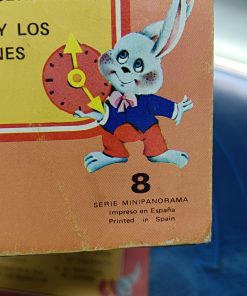 Y LOS
NES
8
SERIE MINIPANORAMA
Impreso en España
Printed in Spain